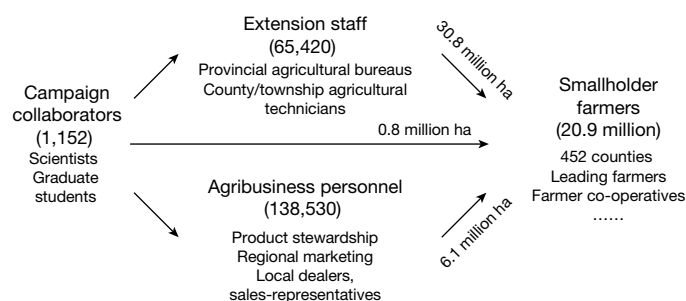 Campaign
collaborators
(1,152)
Scientists
Graduate
students
Extension staff
(65,420)
Provincial agricultural bureaus
County/township agricultural
technicians
30.8 million ha
0.8 million ha
Agribusiness personnel
(138,530)
Product stewardship
Regional marketing
Local dealers,
sales-representatives
6.1 million ha
Smallholder
farmers
(20.9 million)
452 counties
Leading farmers
Farmer co-operatives
......